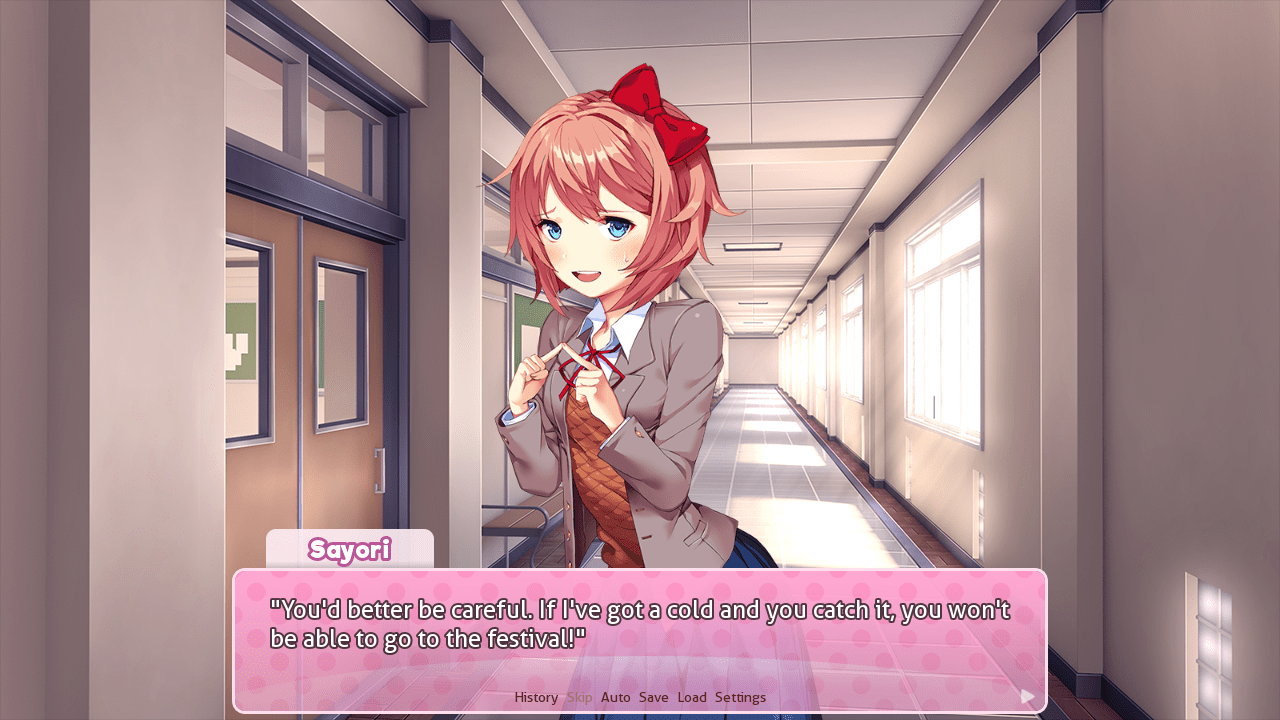 Sayori
"You'd better be careful. If I've got a cold and you catch it, you won't
be able to go to the festival!"
History Skip Auto Save Load Settings